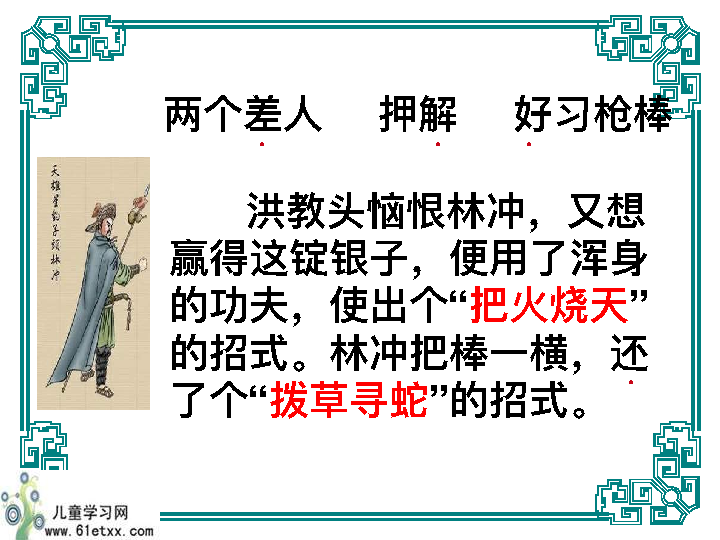 两个差人 押解 好习枪棒
天雄星豹子头林冲
洪教头恼恨林冲，又想
赢得这锭银子，便用了浑身
的功夫，使出个“把火烧天”
的招式。林冲把棒一横，还
了个“拨草寻蛇”的招式。
儿童学习网
www.61etxx.com